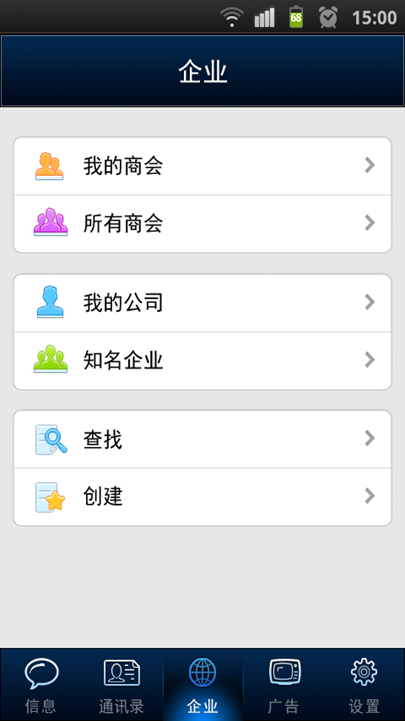 68
15:00
企业
我的商会
所有商会
我的公司
知名企业
查找
创建
信息
通讯录
企业
广告
设置